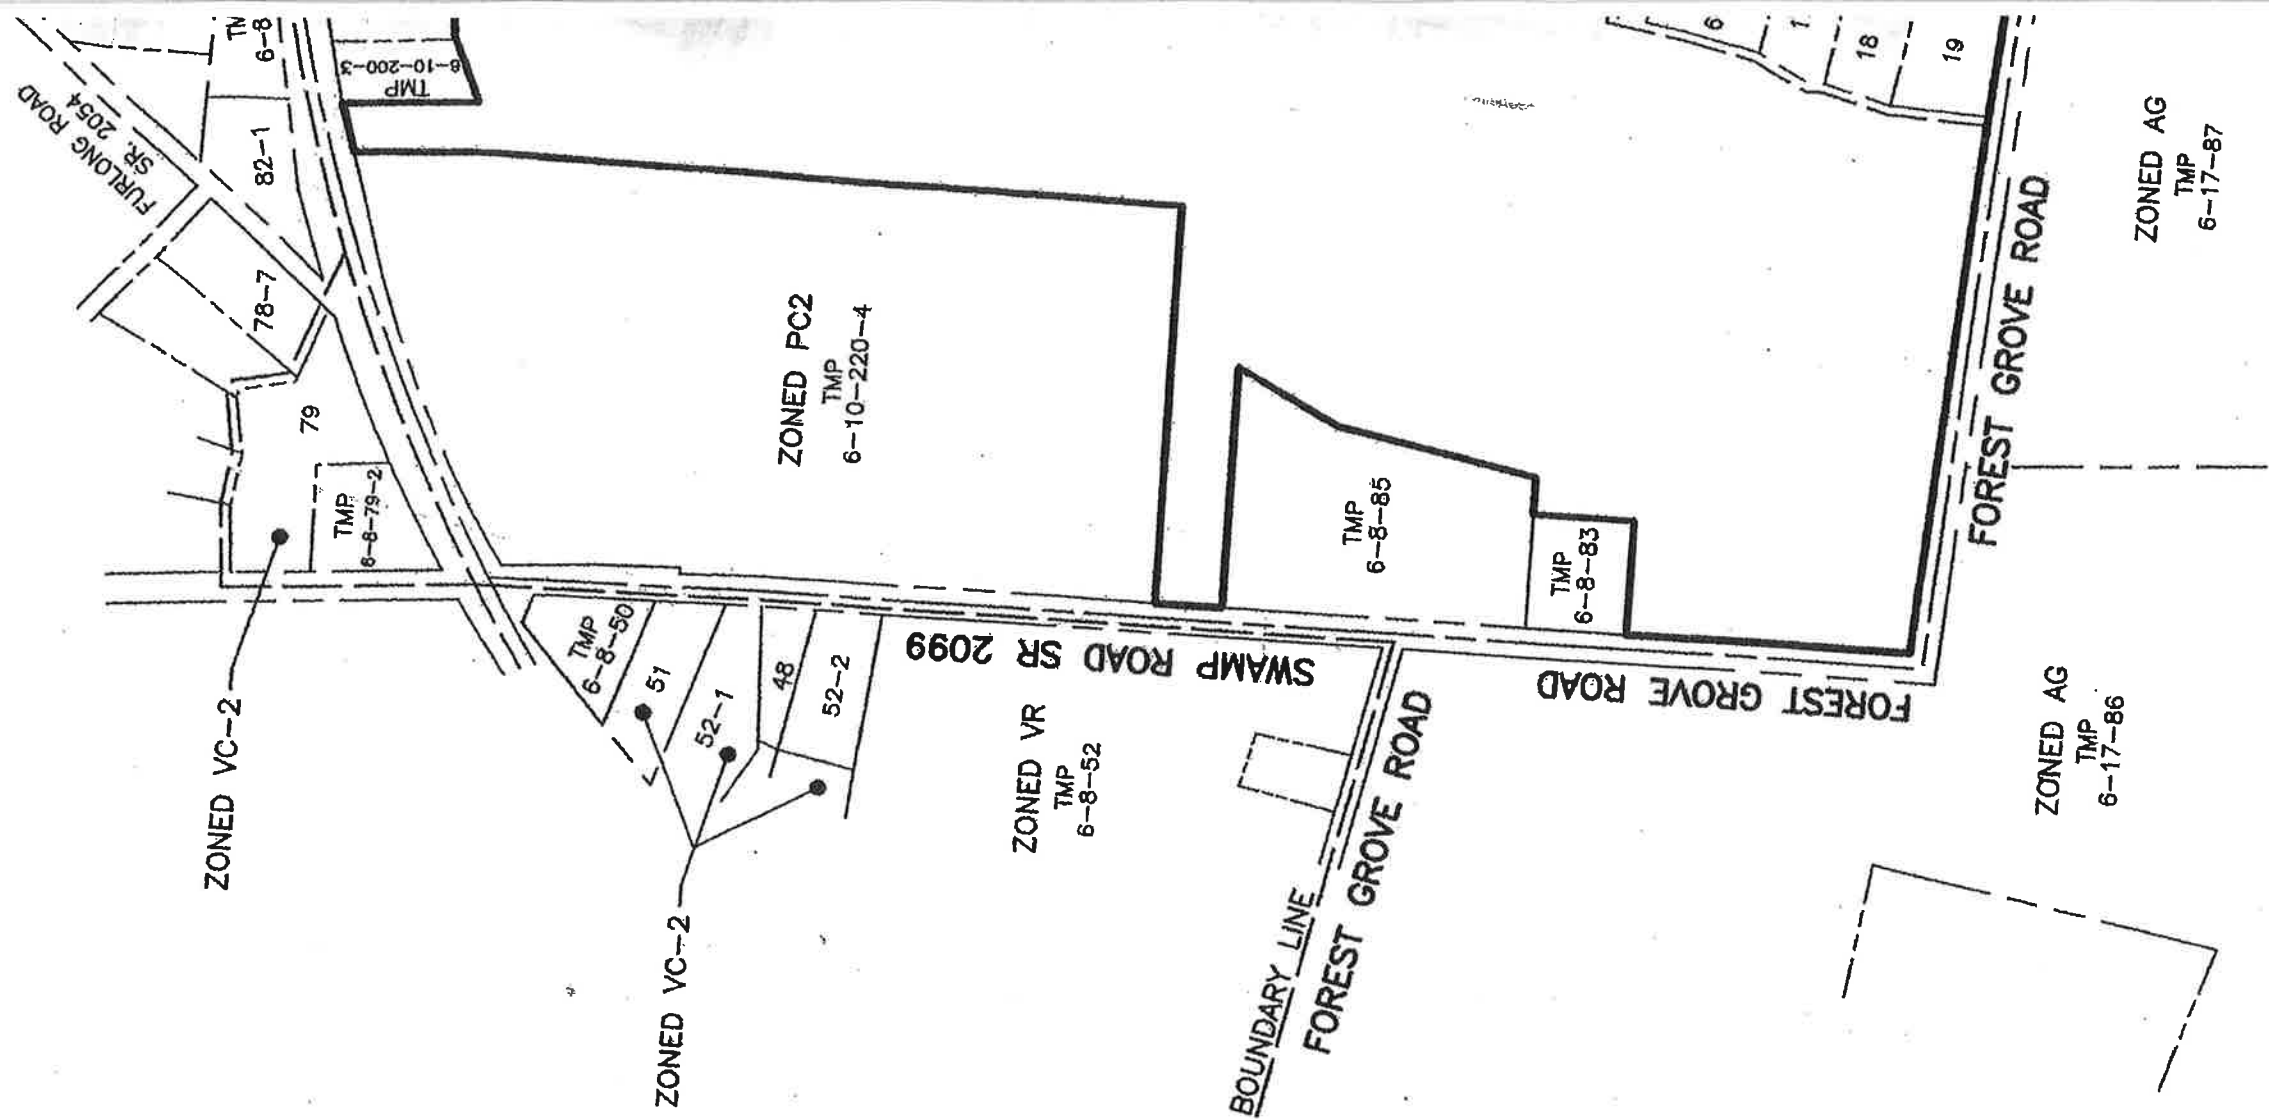 FURLONG ROAD
SR. 2054
82-1
78-7
79
TMP
6-8-79-2
ZONED VC-2
6-8
TMP
6-10-200-3
ZONED PC2
TMP
6-10-220-4
6
18
19
ZONED AG
TMP
6-17-87
FOREST GROVE ROAD
TMP
6-8-85
TMP
6-8-83
TMP
6-8-50
51
52-1
48
52-2
ZONED VC-2
SWAMP ROAD SR 2099
ZONED VR
TMP
6-8-52
FOREST GROVE ROAD
BOUNDARY LINE
FOREST GROVE ROAD
ZONED AG
TMP
6-17-86